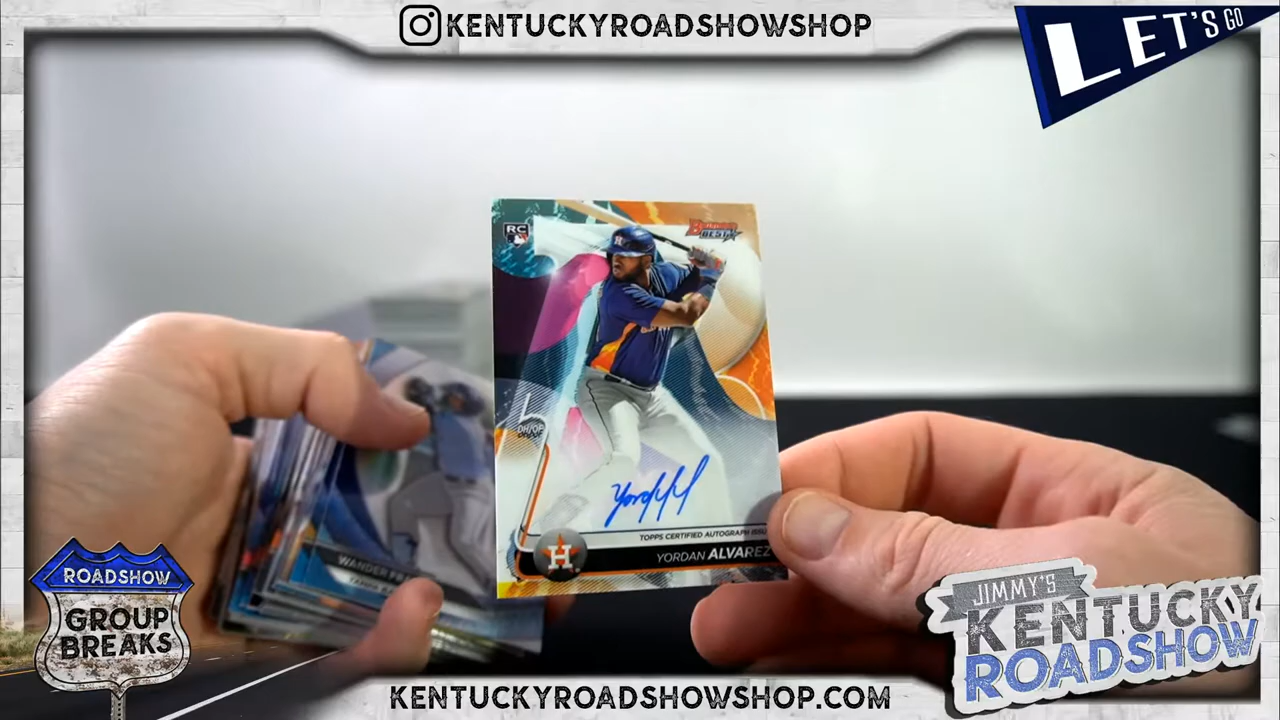 KENTUCKYROADSHOWSHOP
LET'S GO
RC
BOWMAN'S
BEST
H
DH/OF
TOPPS CERTIFIED AUTOGRAPH ISSUE
YORDAN ALVAREZ
WANDER
ROADSHOW
GROUP
BREAKS
JIMMY'S
KENTUCKY
ROADSHOW
KENTUCKYROADSHOWSHOP.COM